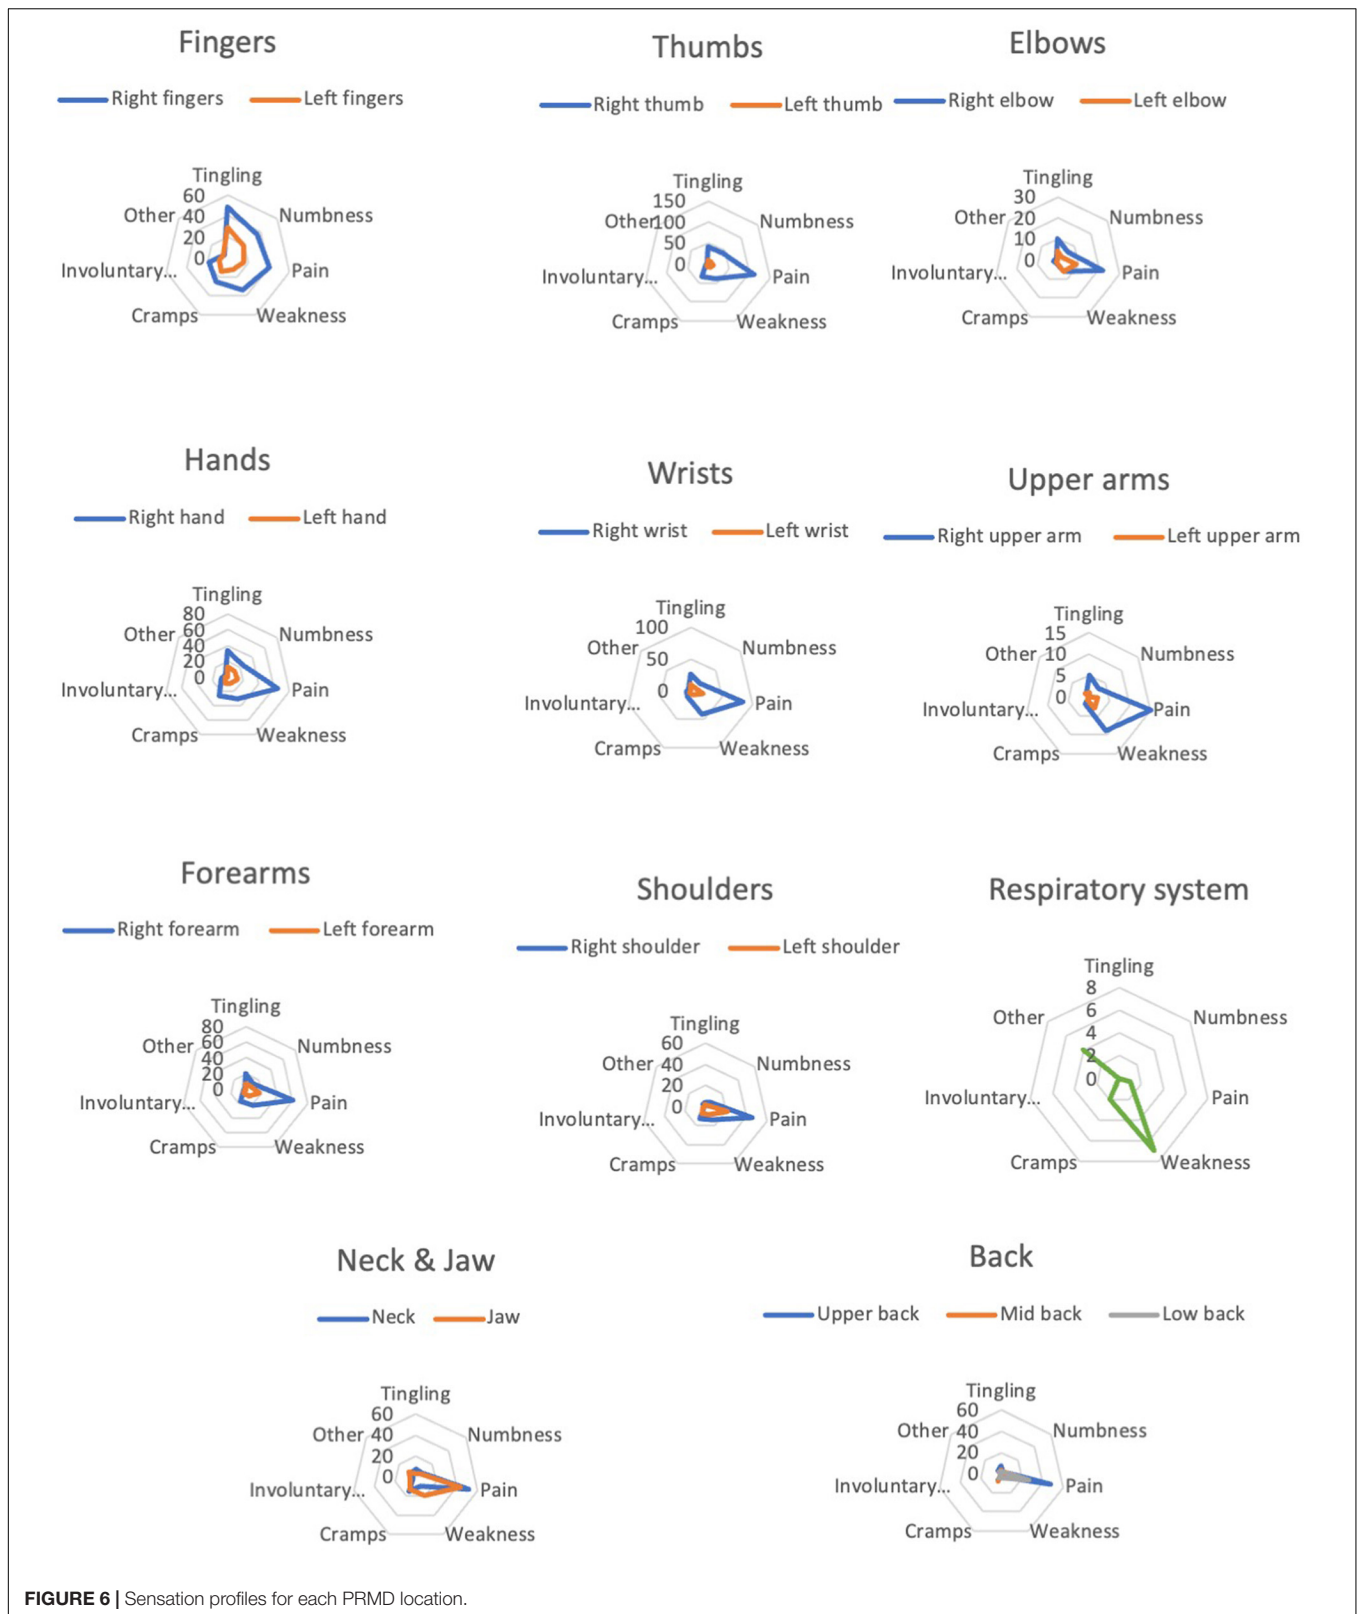 Fingers
Right fingers Left fingers
Tingling
60
40
20
0
Numbness
Pain
Weakness
Cramps
Involuntary...
Other
Thumbs
Right thumb Left thumb
Tingling
150
100
50
0
Numbness
Pain
Weakness
Cramps
Involuntary...
Other
Elbows
Right elbow Left elbow
Tingling
30
20
10
0
Numbness
Pain
Weakness
Cramps
Involuntary...
Other
Hands
Right hand Left hand
Tingling
80
60
40
20
0
Numbness
Pain
Weakness
Cramps
Involuntary...
Other
Wrists
Right wrist Left wrist
Tingling
100
50
0
Numbness
Pain
Weakness
Cramps
Involuntary...
Other
Upper arms
Right upper arm Left upper arm
Tingling
15
10
5
0
Numbness
Pain
Weakness
Cramps
Involuntary...
Other
Forearms
Right forearm Left forearm
Tingling
80
60
40
20
0
Numbness
Pain
Weakness
Cramps
Involuntary...
Other
Shoulders
Right shoulder Left shoulder
Tingling
60
40
20
0
Numbness
Pain
Weakness
Cramps
Involuntary...
Other
Respiratory system
Tingling
8
6
4
2
0
Numbness
Pain
Weakness
Cramps
Involuntary...
Other
Neck & Jaw
Neck Jaw
Tingling
60
40
20
0
Numbness
Pain
Weakness
Cramps
Involuntary...
Other
Back
Upper back Mid back Low back
Tingling
60
40
20
0
Numbness
Pain
Weakness
Cramps
Involuntary...
Other
FIGURE 6 | Sensation profiles for each PRMD location.